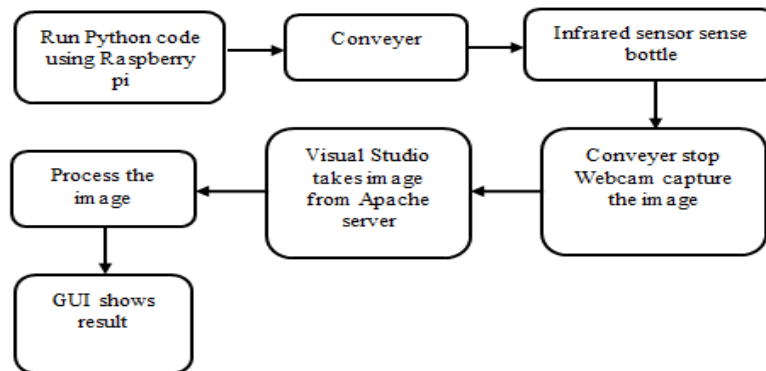 Run Python code
using Raspberry
pi
Conveyer
Infrared sensor sense
bottle
Conveyer stop
Webcam capture
the image
Visual Studio
takes image
from Apache
server
Process the
image
GUI shows
result